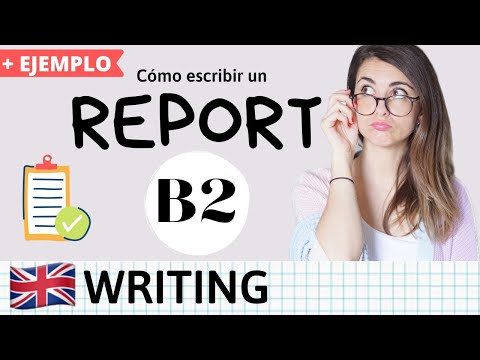 + EJEMPLO
Cómo escribir un
REPORT
B2
WRITING